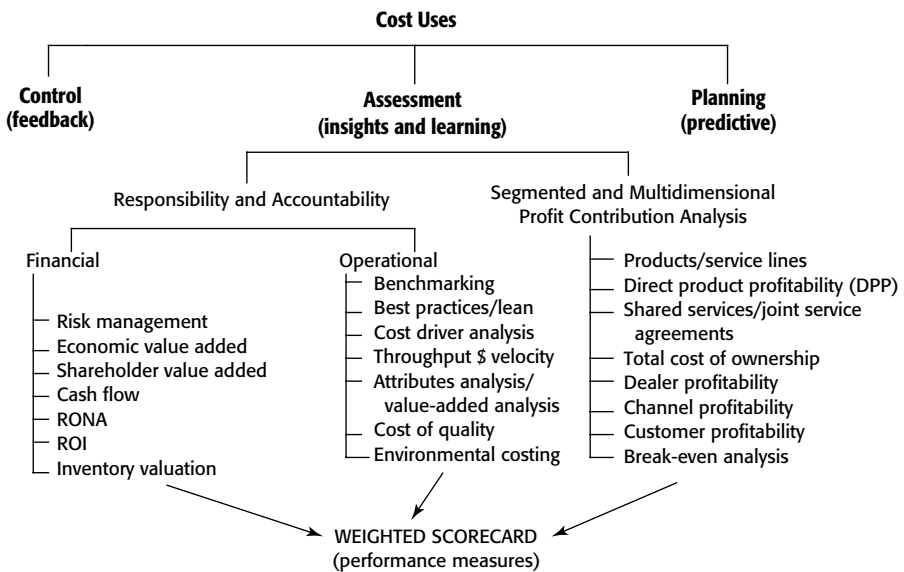 Cost Uses
Control
(feedback)
Assessment
(insights and learning)
Planning
(predictive)
Responsibility and Accountability
Segmented and Multidimensional
Profit Contribution Analysis
Financial
Risk management
Economic value added
Shareholder value added
Cash flow
RONA
ROI
Inventory valuation
Operational
Benchmarking
Best practices/lean
Cost driver analysis
Throughput $ velocity
Attributes analysis/
value-added analysis
Cost of quality
Environmental costing
Products/service lines
Direct product profitability (DPP)
Shared services/joint service
agreements
Total cost of ownership
Dealer profitability
Channel profitability
Customer profitability
Break-even analysis
WEIGHTED SCORECARD
(performance measures)